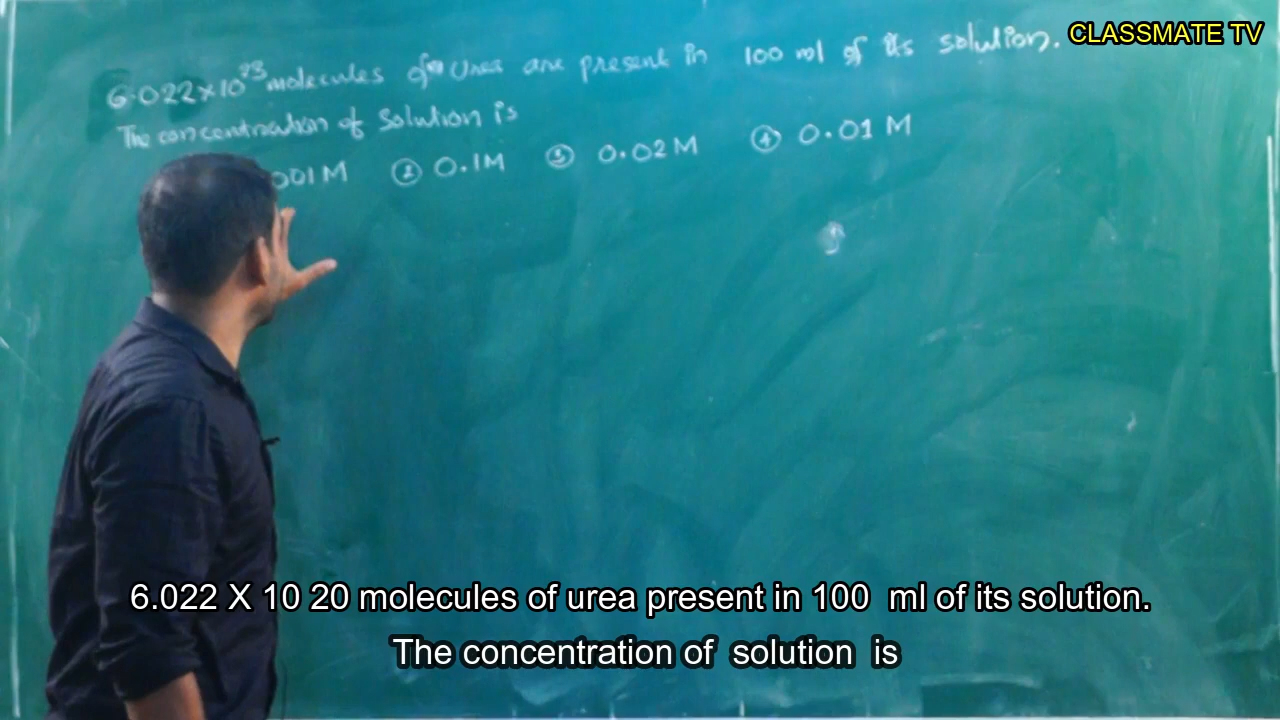 CLASSMATE TV
6.022x10²³ molecules of urea are present in 100 ml of its solution.
The concentration of solution is
001 M ② 0.1M ③ 0.02 M ④ 0.01 M
6.022 X 10 20 molecules of urea present in 100 ml of its solution.
The concentration of solution is